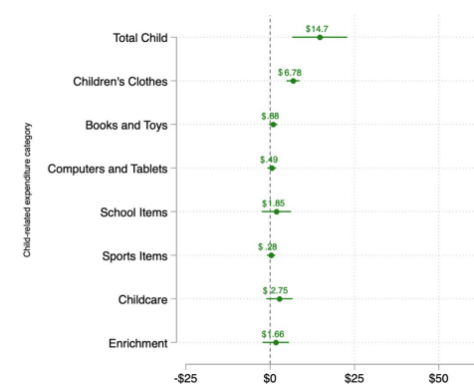 Child-related expenditure category
Total Child
$14.7
Children's Clothes
$6.78
Books and Toys
$.88
Computers and Tablets
$.49
School Items
$1.85
Sports Items
$.28
Childcare
$2.75
Enrichment
$1.66
-$25
$0
$25
$50